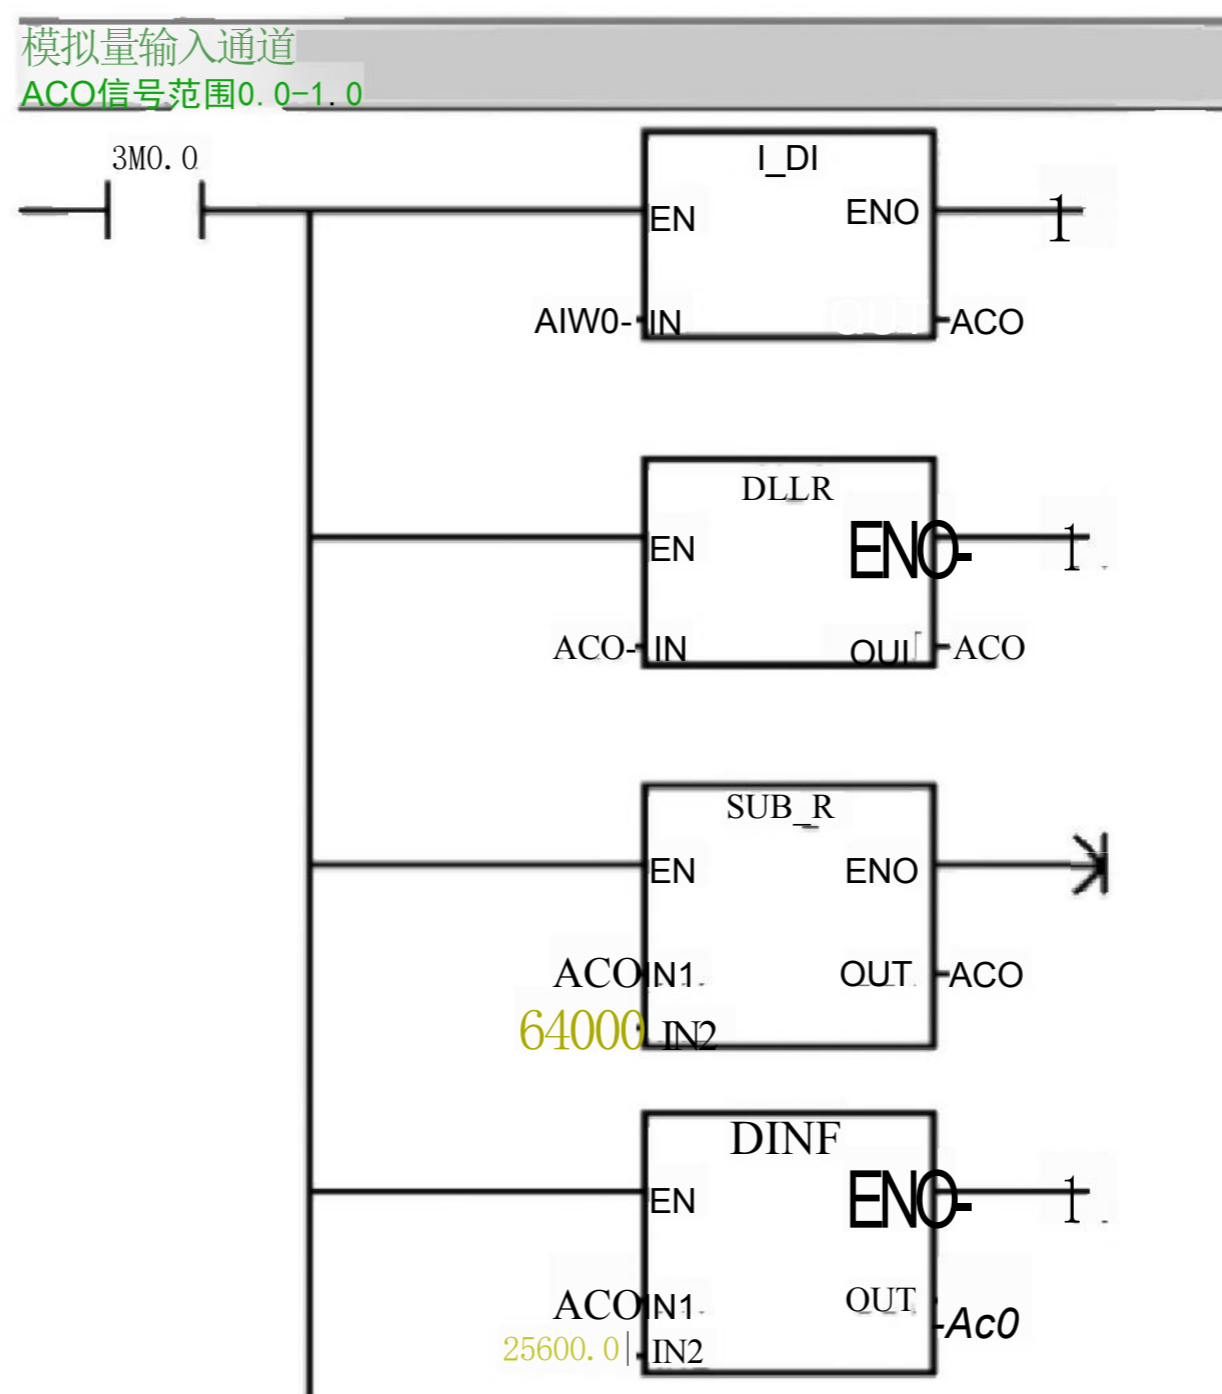 模拟量输入通道
ACO信号范围0.0-1.0
3M0.0
I_DI
EN ENO 1
AIW0- IN OUT ACO
DLLR
EN ENO- 1
ACO- IN OUI ACO
SUB_R
EN ENO
ACO IN1 OUT ACO
64000 IN2
DINF
EN ENO- 1
ACO IN1 OUT -Ac0
25600.0 IN2